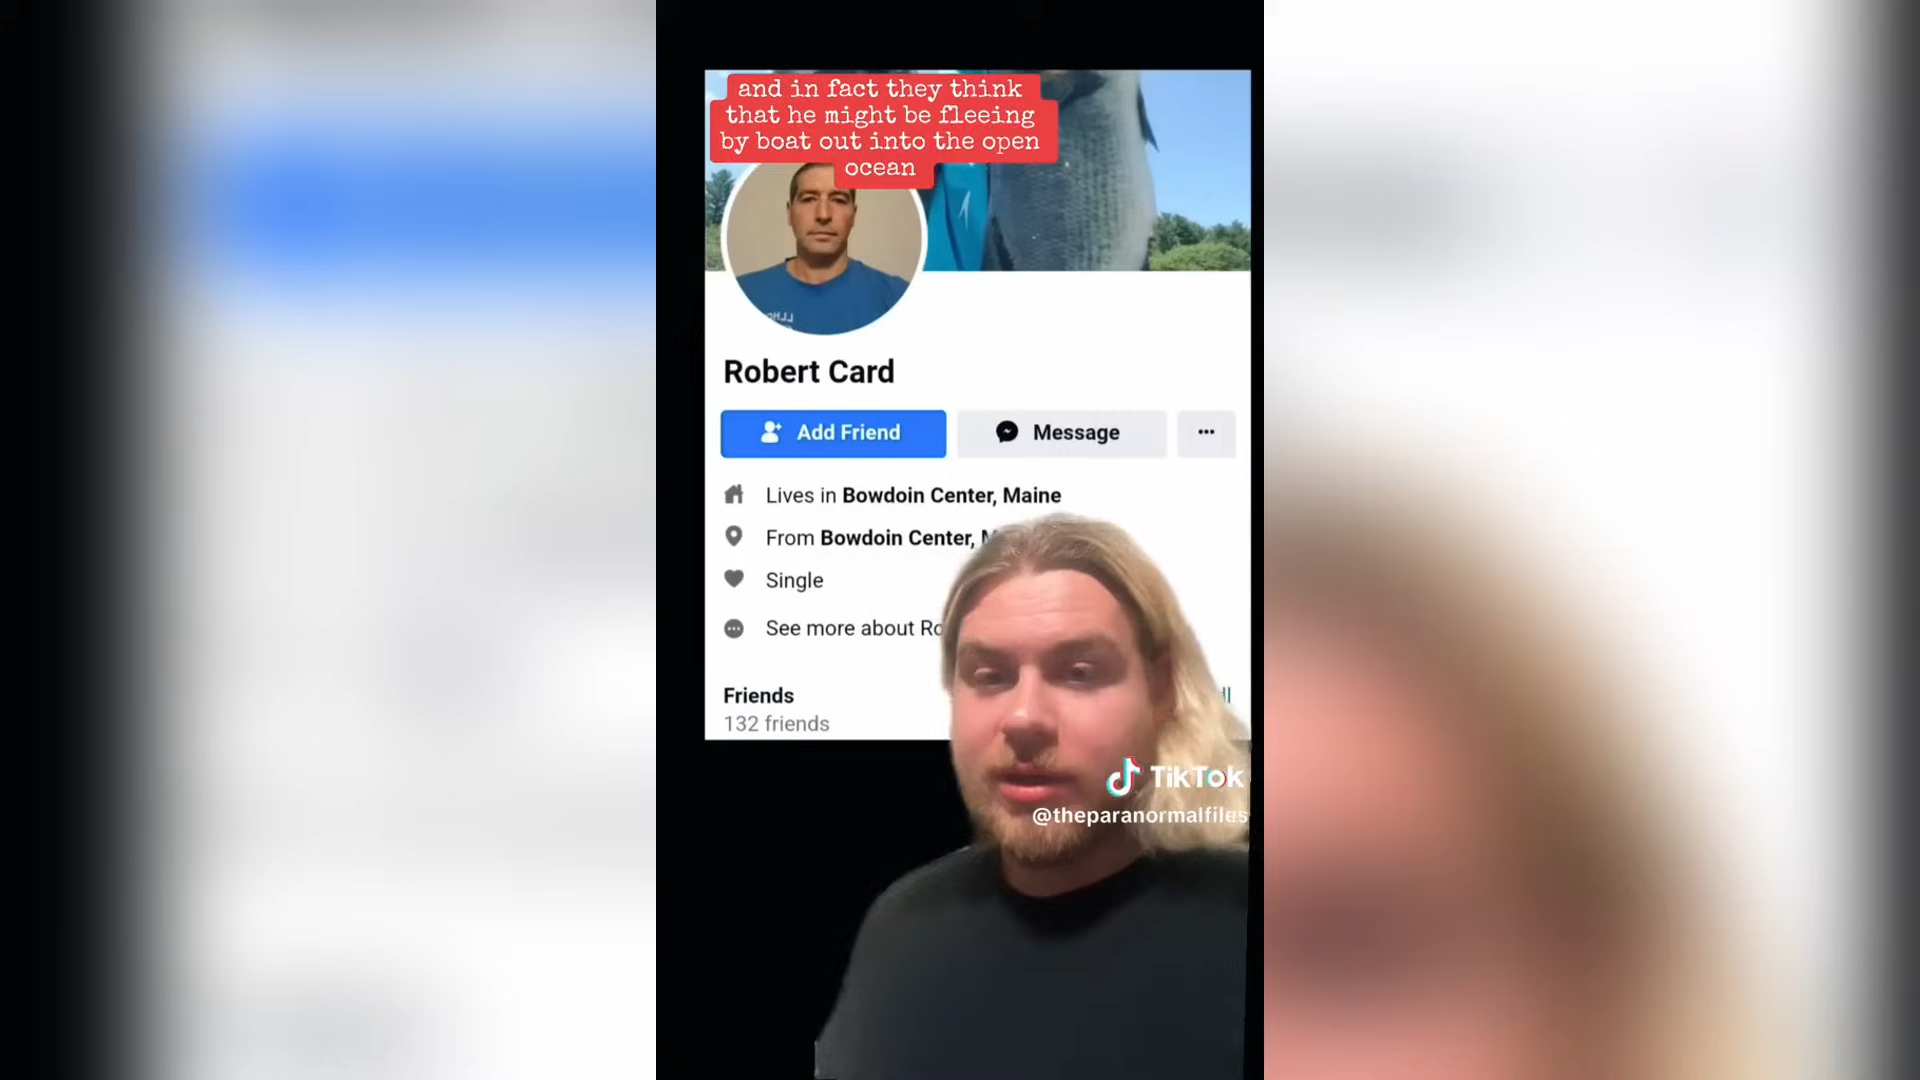 and in fact they think
that he might be fleeing
by boat out into the open
ocean
Robert Card
Add Friend
Message
Lives in Bowdoin Center, Maine
From Bowdoin Center,
Single
See more about
Friends
132 friends
TikTok
@theparanormalfiles